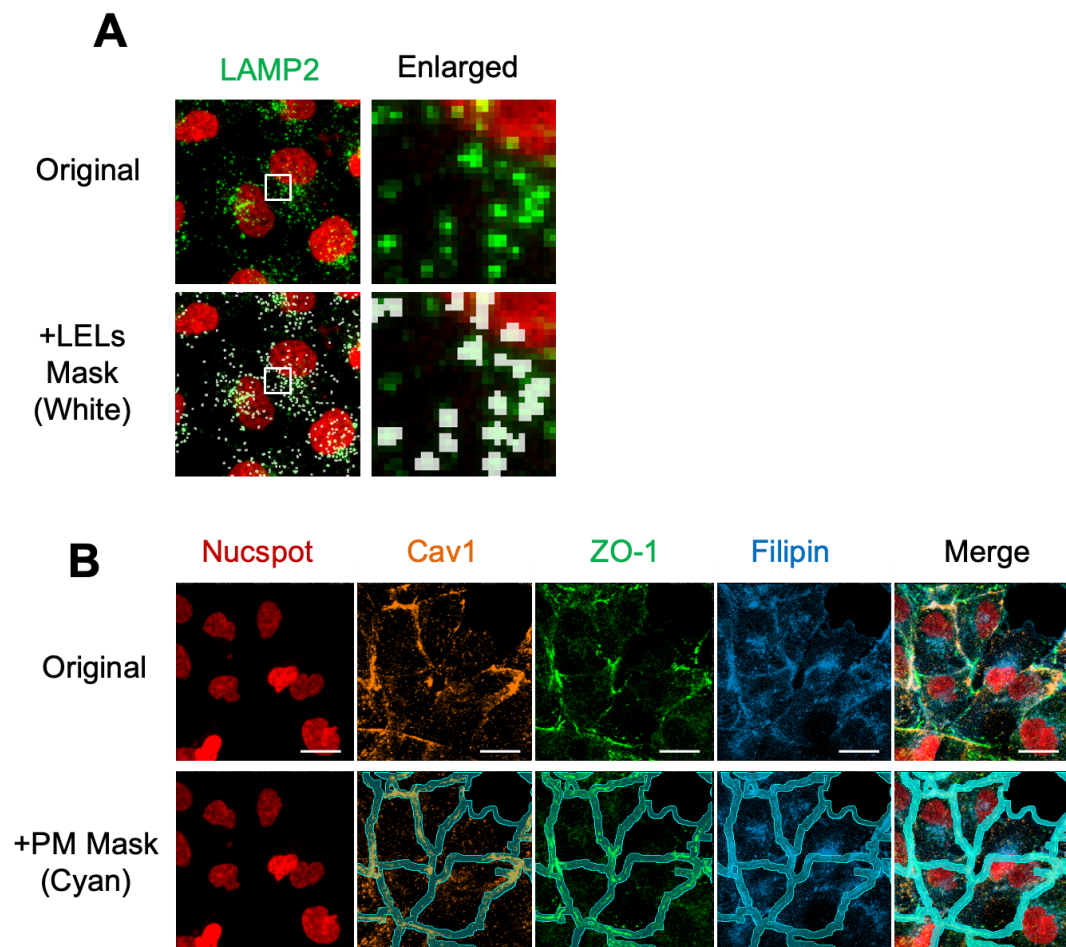 A
LAMP2 Enlarged
Original
+LELs
Mask
(White)
B
Nucspot Cav1 ZO-1 Filipin Merge
Original
+PM Mask
(Cyan)